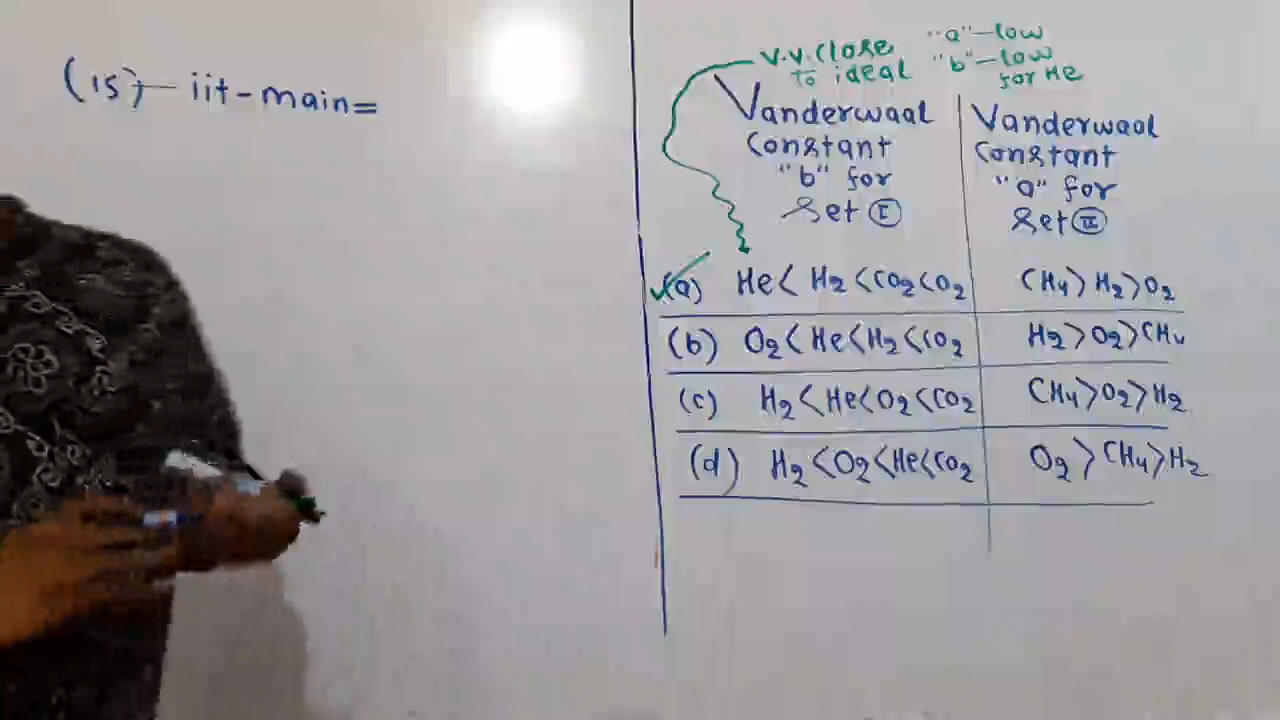 (15) — iit-main=
v.v. close "a"-low
to ideal "b"-low
for He
Vanderwaal
Constant
"b" for
Set (I)
Vanderwaal
Constant
"a" for
Set (II)
(a) He < H₂ < CO₂ < O₂ CH₄ > H₂ > O₂
(b) O₂ < He < H₂ < CO₂ H₂ > O₂ > CH₄
(c) H₂ < He < O₂ < CO₂ CH₄ > O₂ > H₂
(d) H₂ < O₂ < He < CO₂ O₂ > CH₄ > H₂